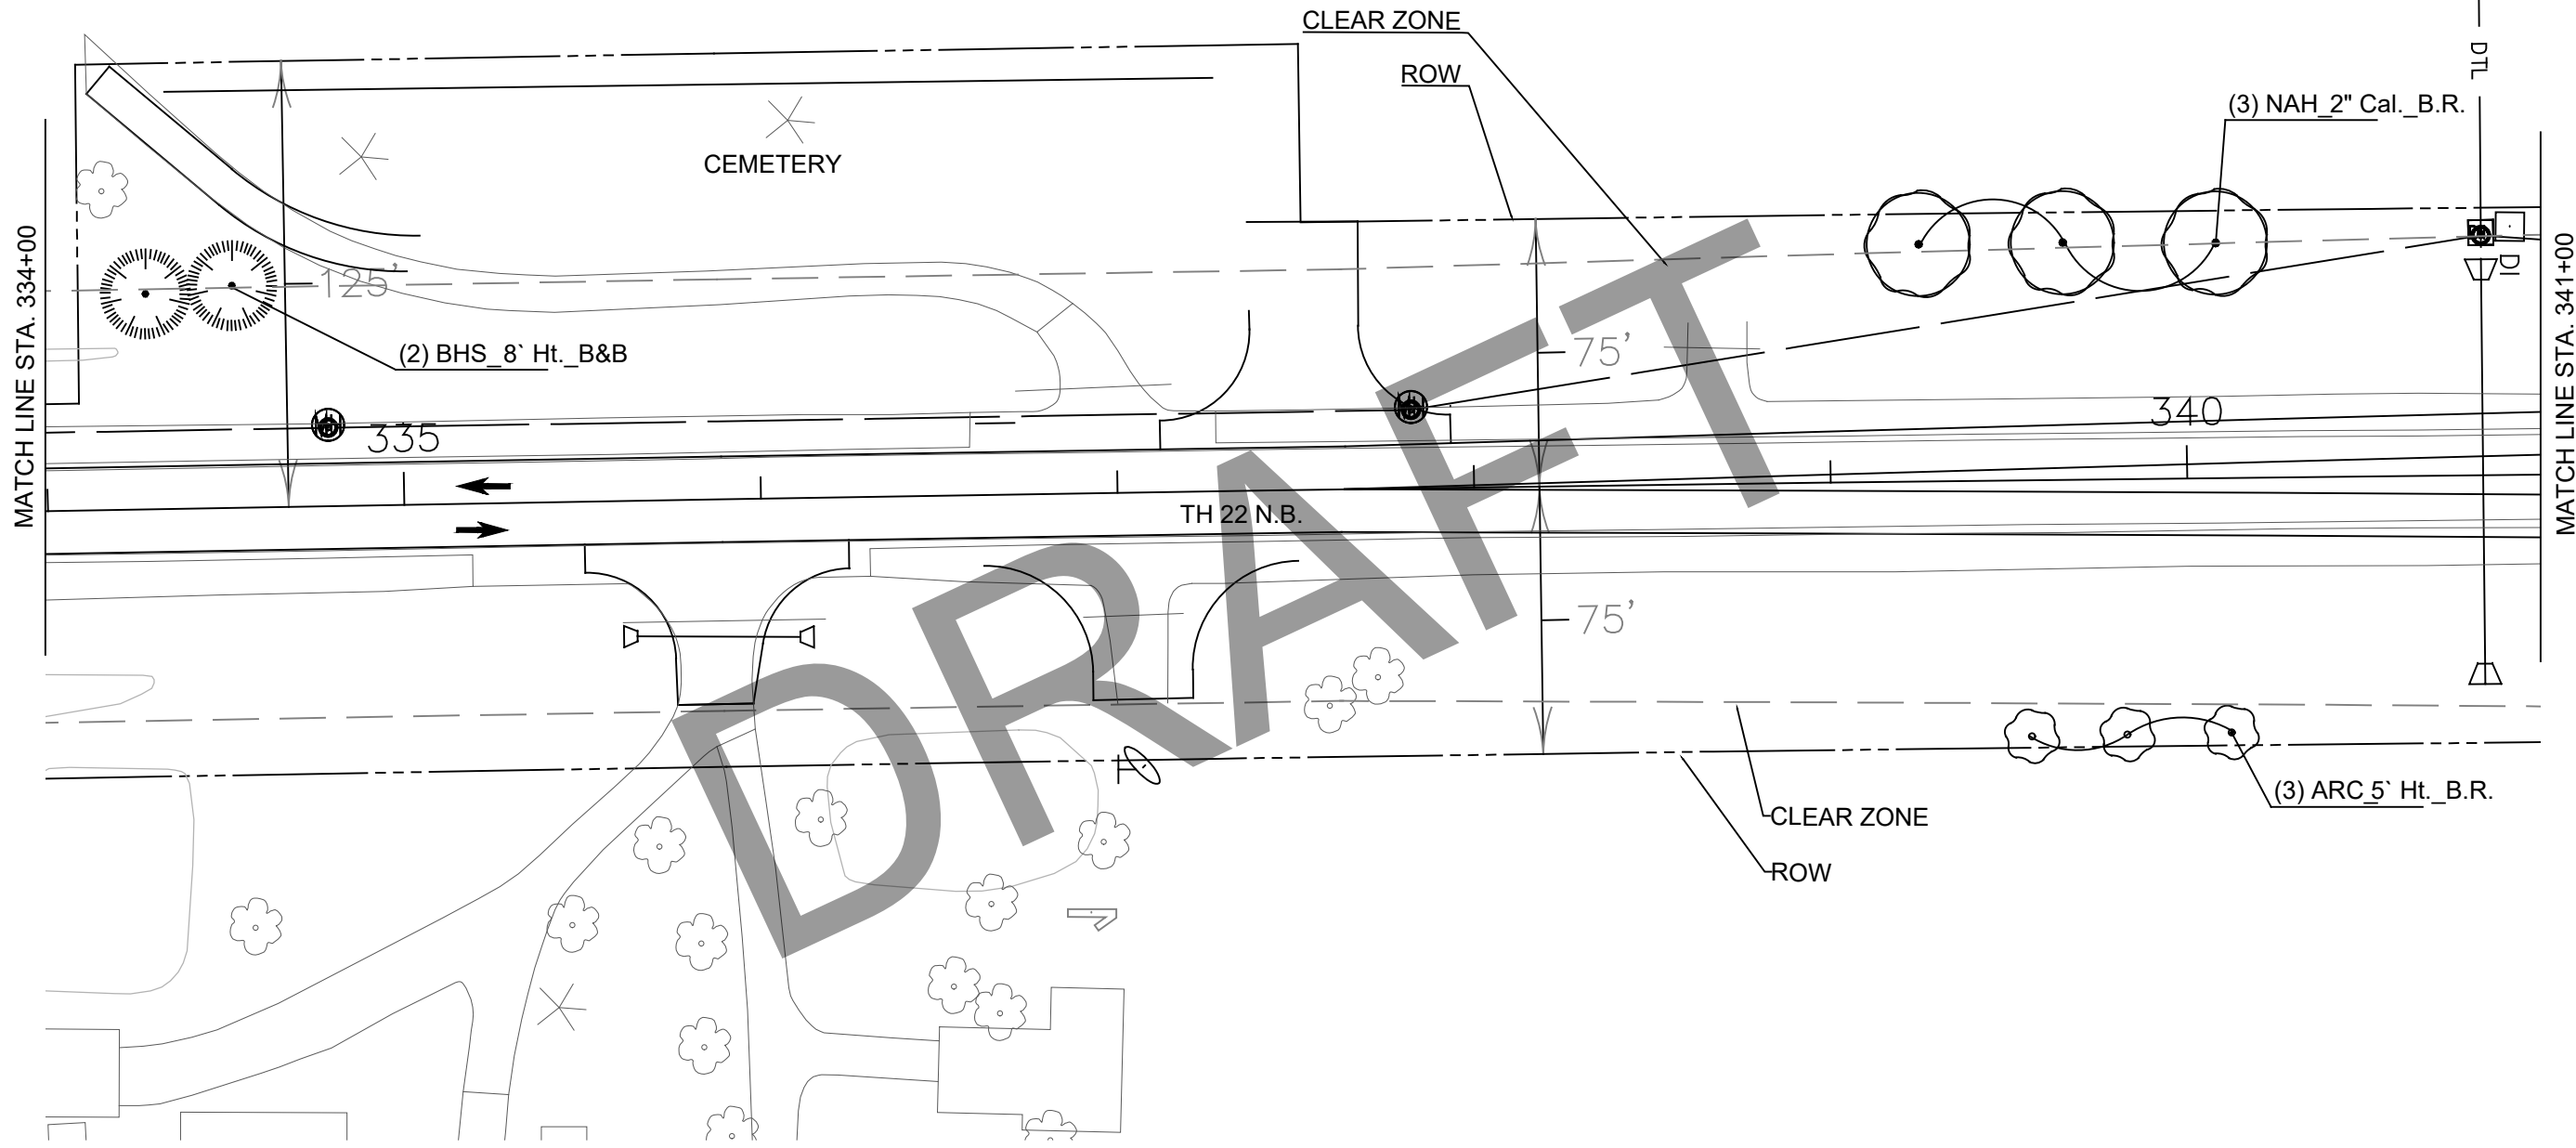 CLEAR ZONE
ROW
DTL
(3) NAH_2" Cal._B.R.
CEMETERY
MATCH LINE STA. 334+00
125'
(2) BHS_8` Ht._B&B
335
75'
340
DI
MATCH LINE STA. 341+00
TH 22 N.B.
75'
DRAFT
(3) ARC_5` Ht._B.R.
CLEAR ZONE
ROW
1